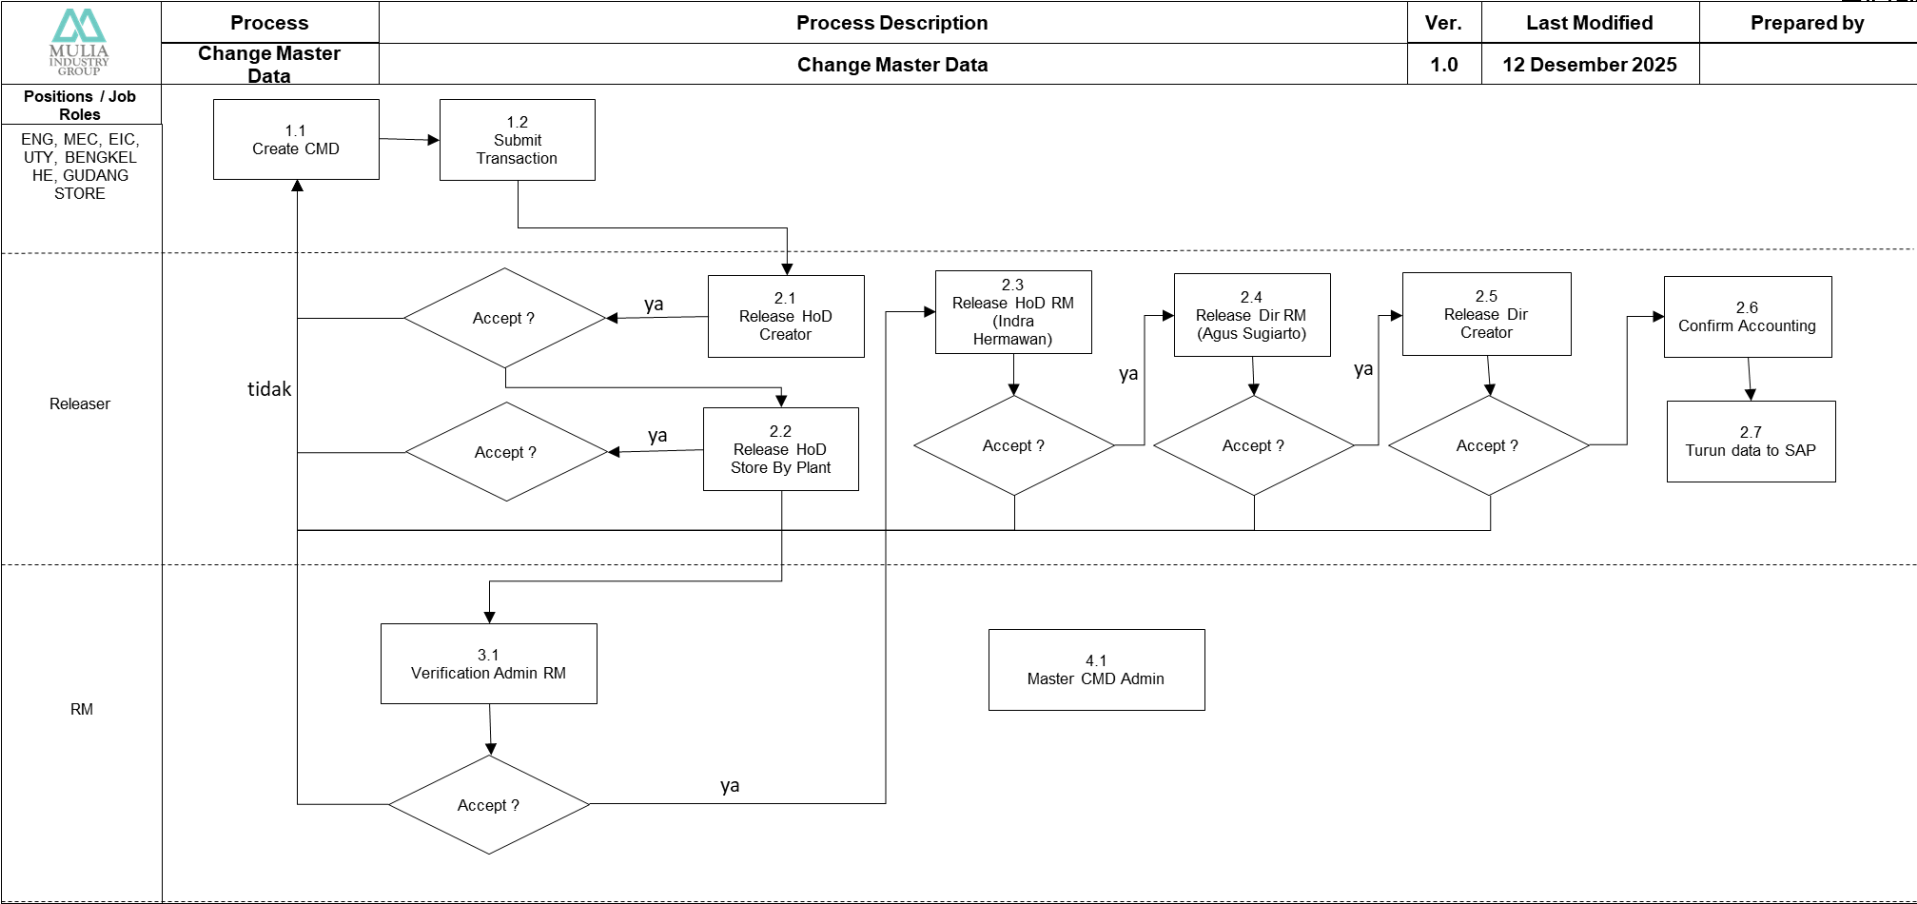 MULIA
INDUSTRY
GROUP
Process
Process Description
Ver.
Last Modified
Prepared by
Change Master
Data
Change Master Data
1.0
12 Desember 2025
Positions / Job
Roles
ENG, MEC, EIC,
UTY, BENGKEL
HE, GUDANG
STORE
1.1
Create CMD
1.2
Submit
Transaction
Releaser
tidak
Accept ?
ya
2.1
Release HoD
Creator
Accept ?
ya
2.2
Release HoD
Store By Plant
2.3
Release HoD RM
(Indra
Hermawan)
Accept ?
ya
2.4
Release Dir RM
(Agus Sugiarto)
Accept ?
ya
2.5
Release Dir
Creator
Accept ?
2.6
Confirm Accounting
2.7
Turun data to SAP
RM
3.1
Verification Admin RM
Accept ?
ya
4.1
Master CMD Admin